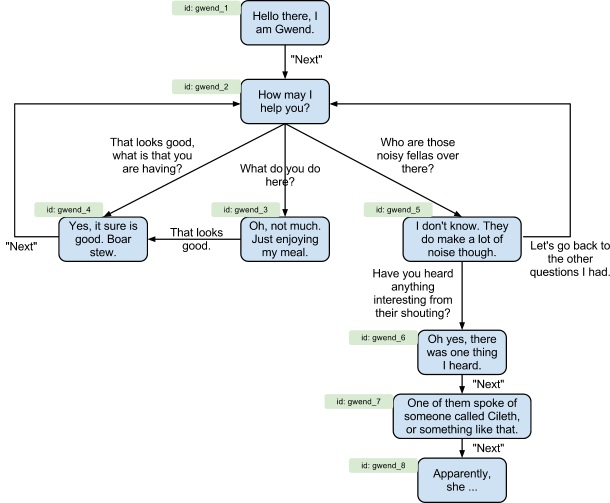 id: gwend_1
Hello there, I
am Gwend.
"Next"
id: gwend_2
How may I
help you?
That looks good,
what is that you
are having?
What do you do
here?
Who are those
noisy fellas over
there?
id: gwend_4
Yes, it sure is
good. Boar
stew.
"Next"
That looks
good.
id: gwend_3
Oh, not much.
Just enjoying
my meal.
id: gwend_5
I don't know. They
do make a lot of
noise though.
Let's go back to
the other
questions I had.
Have you heard
anything
interesting from
their shouting?
id: gwend_6
Oh yes, there
was one thing
I heard.
"Next"
id: gwend_7
One of them spoke of
someone called Cileth,
or something like that.
"Next"
id: gwend_8
Apparently,
she ...